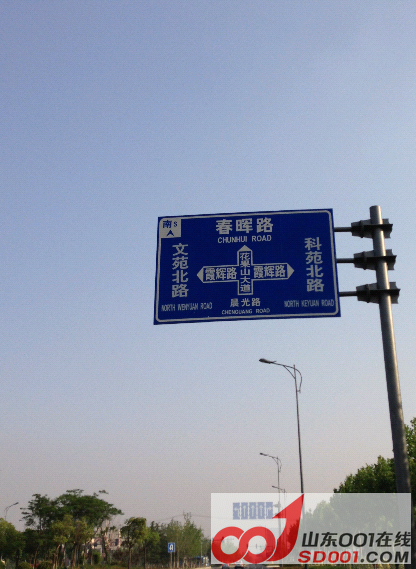 南 S
春晖路
CHUNHUI ROAD
文苑北路
NORTH WENYUAN ROAD
霞辉路
花果山大道
霞辉路
科苑北路
NORTH KEYUAN ROAD
晨光路
CHENGUANG ROAD
山东001在线
SD001.COM